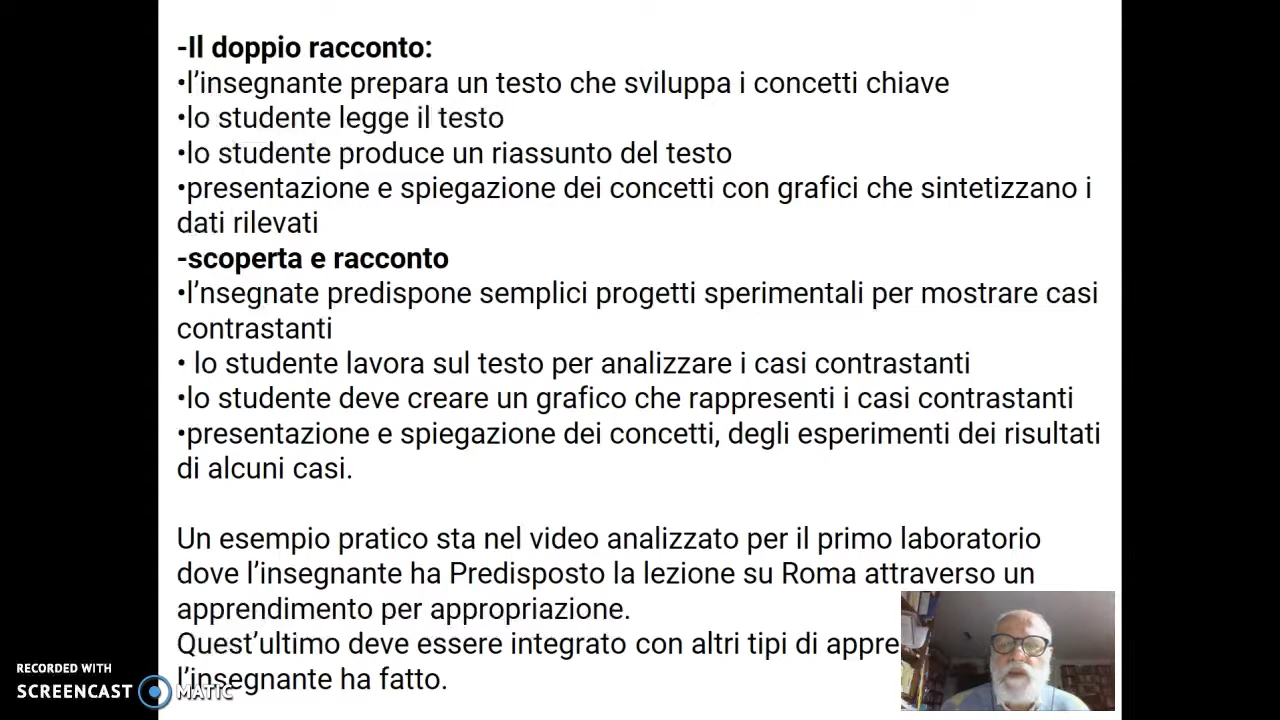 -Il doppio racconto:
•l’insegnante prepara un testo che sviluppa i concetti chiave
•lo studente legge il testo
•lo studente produce un riassunto del testo
•presentazione e spiegazione dei concetti con grafici che sintetizzano i
dati rilevati
-scoperta e racconto
•l’nsegnate predispone semplici progetti sperimentali per mostrare casi
contrastanti
• lo studente lavora sul testo per analizzare i casi contrastanti
•lo studente deve creare un grafico che rappresenti i casi contrastanti
•presentazione e spiegazione dei concetti, degli esperimenti dei risultati
di alcuni casi.
Un esempio pratico sta nel video analizzato per il primo laboratorio
dove l’insegnante ha Predisposto la lezione su Roma attraverso un
apprendimento per appropriazione.
Quest’ultimo deve essere integrato con altri tipi di appre
l’insegnante ha fatto.
RECORDED WITH
SCREENCAST MATIC